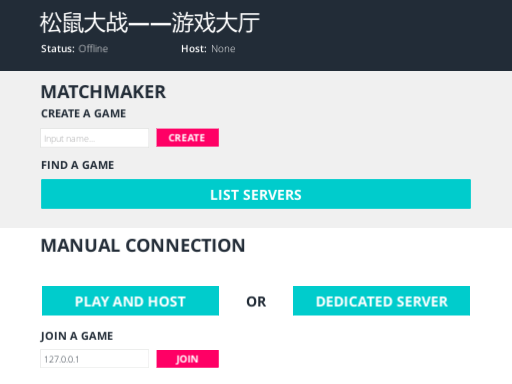 松鼠大战——游戏大厅
Status: Offline Host: None
MATCHMAKER
CREATE A GAME
Input name... CREATE
FIND A GAME
LIST SERVERS
MANUAL CONNECTION
PLAY AND HOST OR DEDICATED SERVER
JOIN A GAME
127.0.0.1 JOIN